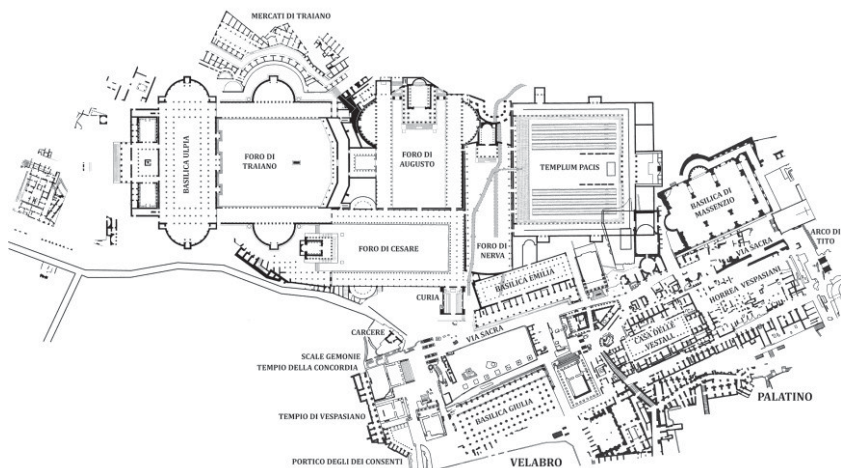 MERCATI DI TRAIANO
BASILICA ULPIA
FORO DI
TRAIANO
FORO DI
AUGUSTO
TEMPLUM PACIS
BASILICA DI
MASSENZIO
ARCO DI
TITO
VIA SACRA
FORO DI CESARE
FORO DI
NERVA
HORREA VESPASIANI
BASILICA EMILIA
CURIA
CASA DELLE
VESTALI
CARCERE
VIA SACRA
SCALE GEMONIE
TEMPIO DELLA CONCORDIA
PALATINO
TEMPIO DI VESPASIANO
BASILICA GIULIA
PORTICO DEGLI DEI CONSENTI
VELABRO